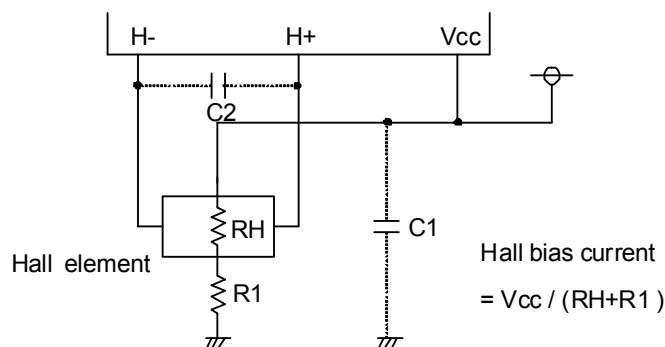 H- H+ Vcc
C2
RH
C1
Hall element
R1
Hall bias current
= Vcc / (RH+R1 )